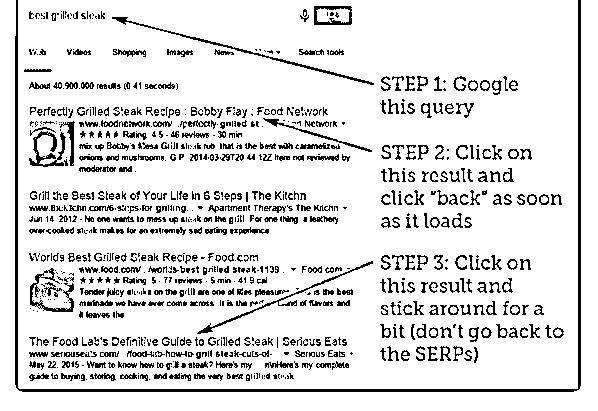 best grilled steak
Web Videos Shopping Images News Search tools
About 40,900,000 results (0.41 seconds)
Perfectly Grilled Steak Recipe : Bobby Flay : Food Network
www.foodnetwork.com/.../perfectly-grilled-st... Food Network
★★★★★ Rating: 4.5 - 46 reviews - 30 min
mix up Bobby's Mesa Grill steak rub that is the best with caramelized
onions and mushrooms. G.P. 2014-03-29T20:44:12Z Item not reviewed by
moderator and .
Grill the Best Steak of Your Life in 6 Steps | The Kitchn
www.thekitchn.com/6-steps-for-grilling... Apartment Therapy's The Kitchn
Jun 14, 2012 - No one wants to mess up steak on the grill. For one thing, a leathery
over-cooked steak makes for an extremely sad eating experience
Worlds Best Grilled Steak Recipe - Food.com
www.food.com/.../worlds-best-grilled-steak-1139... Food.com
★★★★★ Rating: 5 - 77 reviews - 5 min - 419 cal
Tender juicy steaks on the grill are one of lifes pleasures. is the best
marinade we have ever come across. It is the blend of flavors and
it leaves the
The Food Lab's Definitive Guide to Grilled Steak | Serious Eats
www.seriouseats.com/.../food-lab-how-to-grill-steak-cuts-of- Serious Eats
May 22, 2015 - Want to know how to grill a steak? Here's my \n\nHere's my complete
guide to buying, storing, cooking, and eating the very best grilled steak
STEP 1: Google
this query
STEP 2: Click on
this result and
click "back" as soon
as it loads
STEP 3: Click on
this result and
stick around for a
bit (don't go back to
the SERPs)